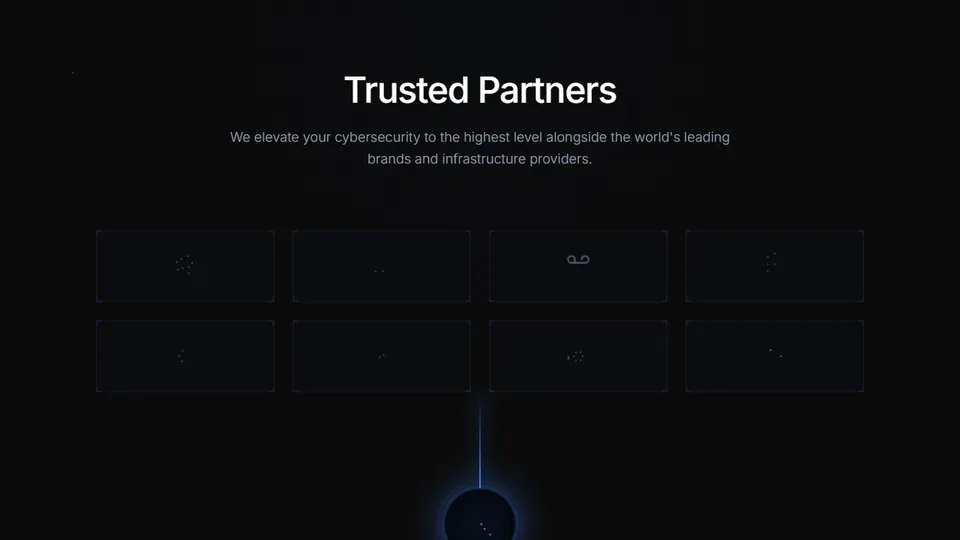 Trusted Partners
We elevate your cybersecurity to the highest level alongside the world's leading
brands and infrastructure providers.